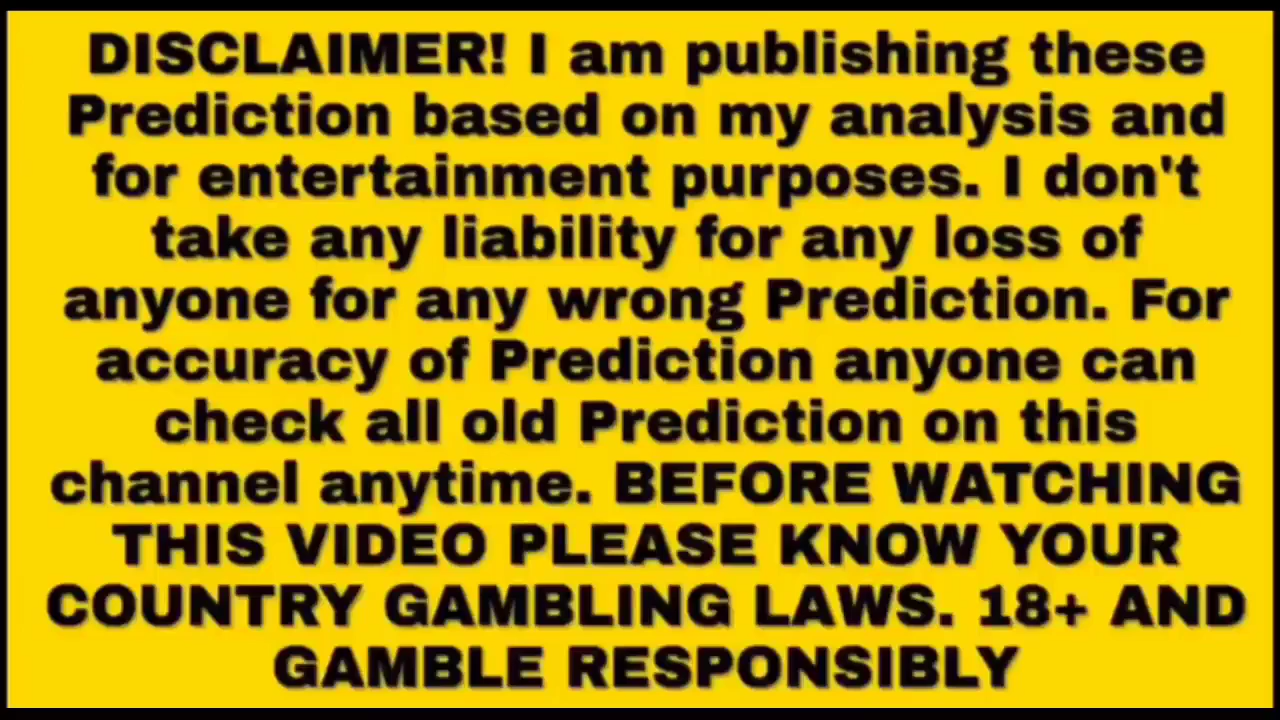 DISCLAIMER! I am publishing these
Prediction based on my analysis and
for entertainment purposes. I don't
take any liability for any loss of
anyone for any wrong Prediction. For
accuracy of Prediction anyone can
check all old Prediction on this
channel anytime. BEFORE WATCHING
THIS VIDEO PLEASE KNOW YOUR
COUNTRY GAMBLING LAWS. 18+ AND
GAMBLE RESPONSIBLY